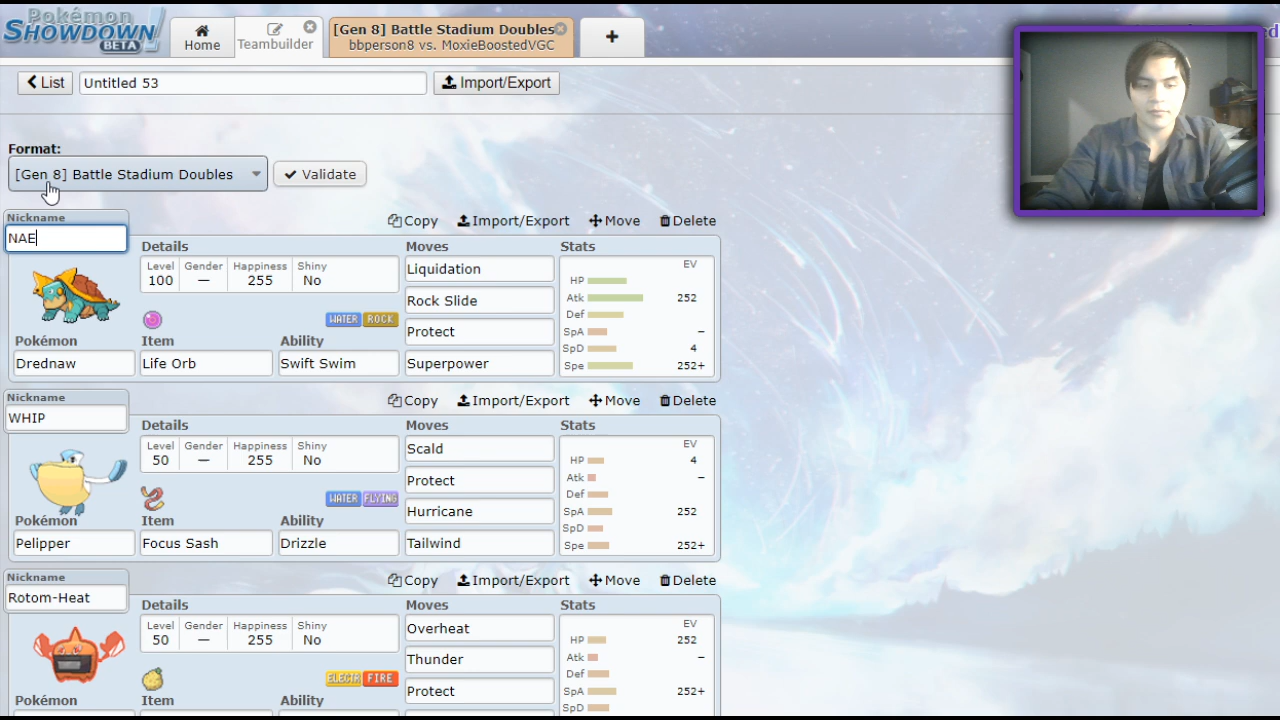 Pokémon
SHOWDOWN!
BETA
Home
Teambuilder
[Gen 8] Battle Stadium Doubles
bbperson8 vs. MoxieBoostedVGC
+
List
Untitled 53
Import/Export
Format:
[Gen 8] Battle Stadium Doubles
Validate
Nickname
NAE
Copy Import/Export Move Delete
Details Moves Stats
Level Gender Happiness Shiny
100 — 255 No
WATER ROCK
Pokémon Item Ability
Drednaw Life Orb Swift Swim
Liquidation
Rock Slide
Protect
Superpower
EV
HP
Atk 252
Def
SpA –
SpD 4
Spe 252+
Nickname
WHIP
Copy Import/Export Move Delete
Details Moves Stats
Level Gender Happiness Shiny
50 — 255 No
WATER FLYING
Pokémon Item Ability
Pelipper Focus Sash Drizzle
Scald
Protect
Hurricane
Tailwind
EV
HP 4
Atk –
Def
SpA 252
SpD
Spe 252+
Nickname
Rotom-Heat
Copy Import/Export Move Delete
Details Moves Stats
Level Gender Happiness Shiny
50 — 255 No
ELECTR FIRE
Pokémon Item Ability
Overheat
Thunder
Protect
EV
HP 252
Atk –
Def
SpA 252+
SpD